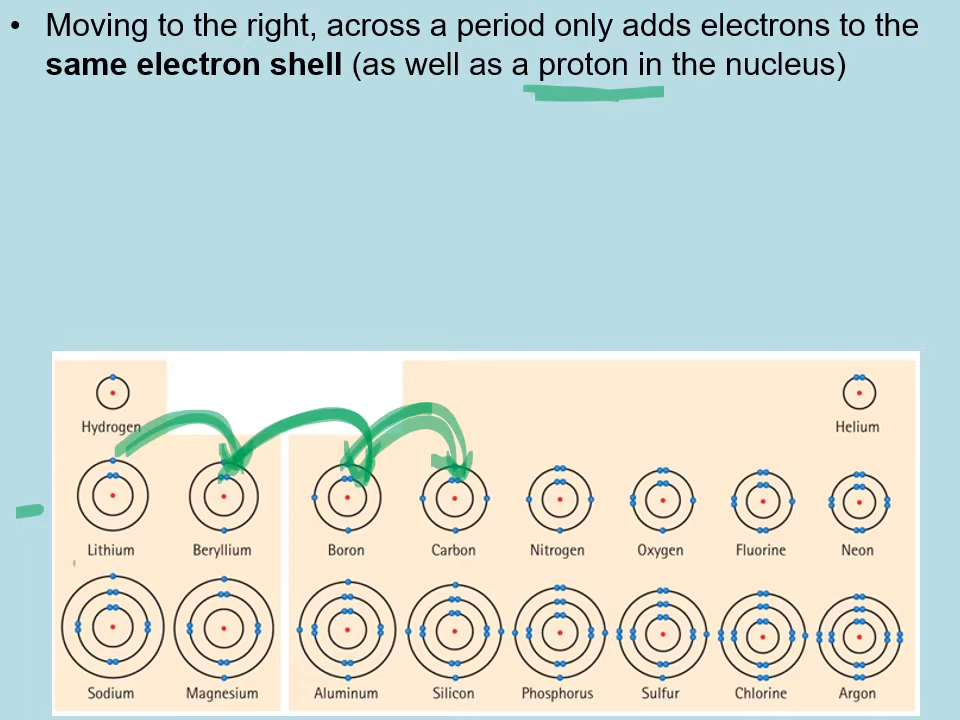 • Moving to the right, across a period only adds electrons to the
same electron shell (as well as a proton in the nucleus)
Hydrogen Helium
Lithium Beryllium Boron Carbon Nitrogen Oxygen Fluorine Neon
Sodium Magnesium Aluminum Silicon Phosphorus Sulfur Chlorine Argon